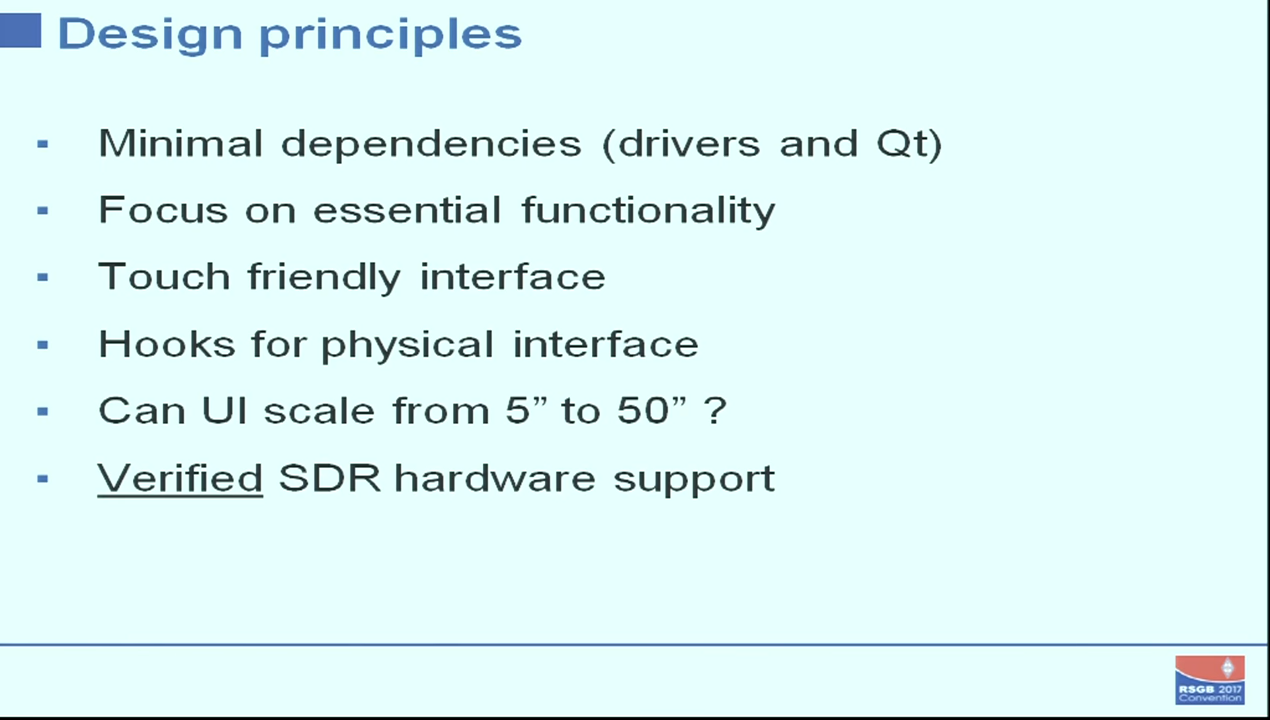 Design principles
Minimal dependencies (drivers and Qt)
Focus on essential functionality
Touch friendly interface
Hooks for physical interface
Can UI scale from 5” to 50” ?
Verified SDR hardware support
RSGB 2017
Convention